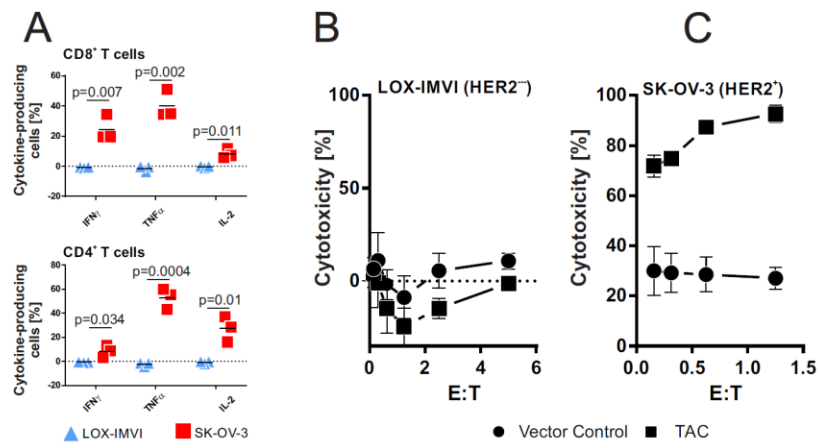 A
CD8⁺ T cells
Cytokine-producing
cells [%]
60
40
20
0
-20
p=0.007
p=0.002
p=0.011
IFNγ
TNFα
IL-2
CD4⁺ T cells
Cytokine-producing
cells [%]
80
60
40
20
0
-20
p=0.034
p=0.0004
p=0.01
IFNγ
TNFα
IL-2
LOX-IMVI
SK-OV-3
B
LOX-IMVI (HER2⁻)
Cytotoxicity [%]
100
50
0
0
2
4
6
E:T
C
SK-OV-3 (HER2⁺)
Cytotoxicity [%]
100
80
60
40
20
0
0.0
0.5
1.0
1.5
E:T
Vector Control
TAC